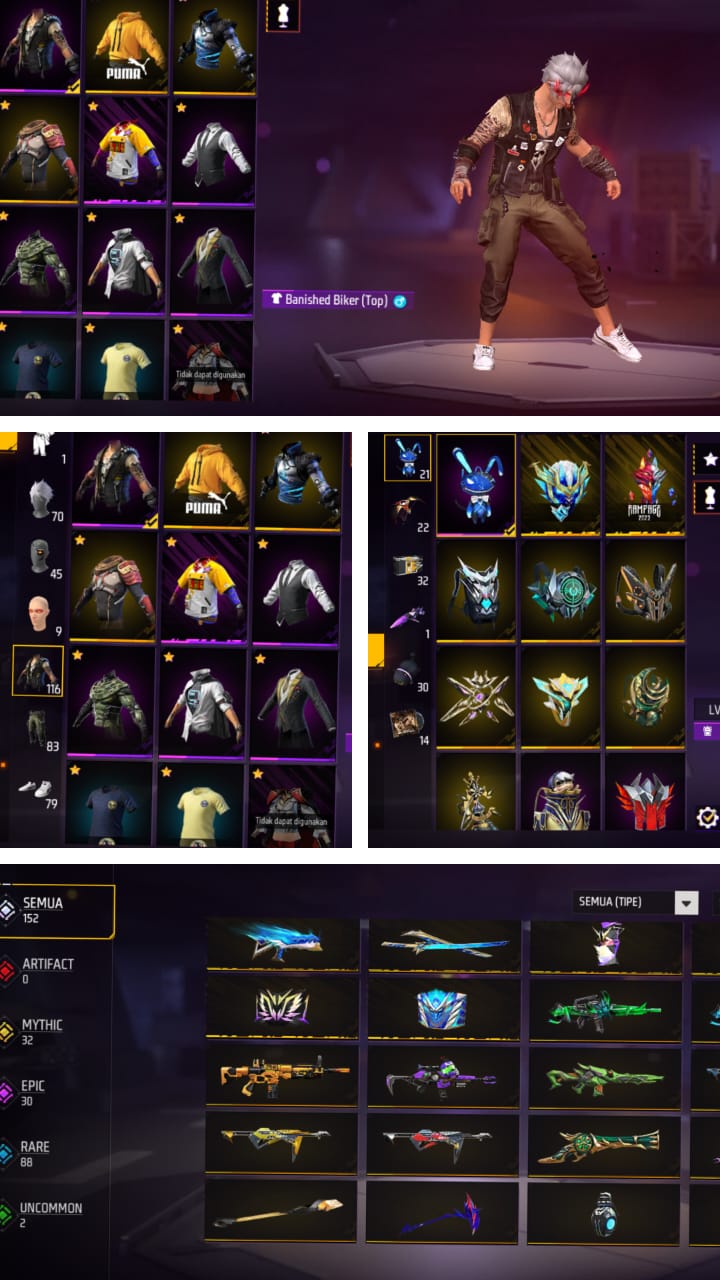 PUMA
Banished Biker (Top)
Tidak dapat digunakan
1
70
45
9
116
83
79
PUMA
Tidak dapat digunakan
21
22
32
1
30
14
RAMPAGE
LV
SEMUA
152
ARTIFACT
0
MYTHIC
32
EPIC
30
RARE
88
UNCOMMON
2
SEMUA (TIPE)